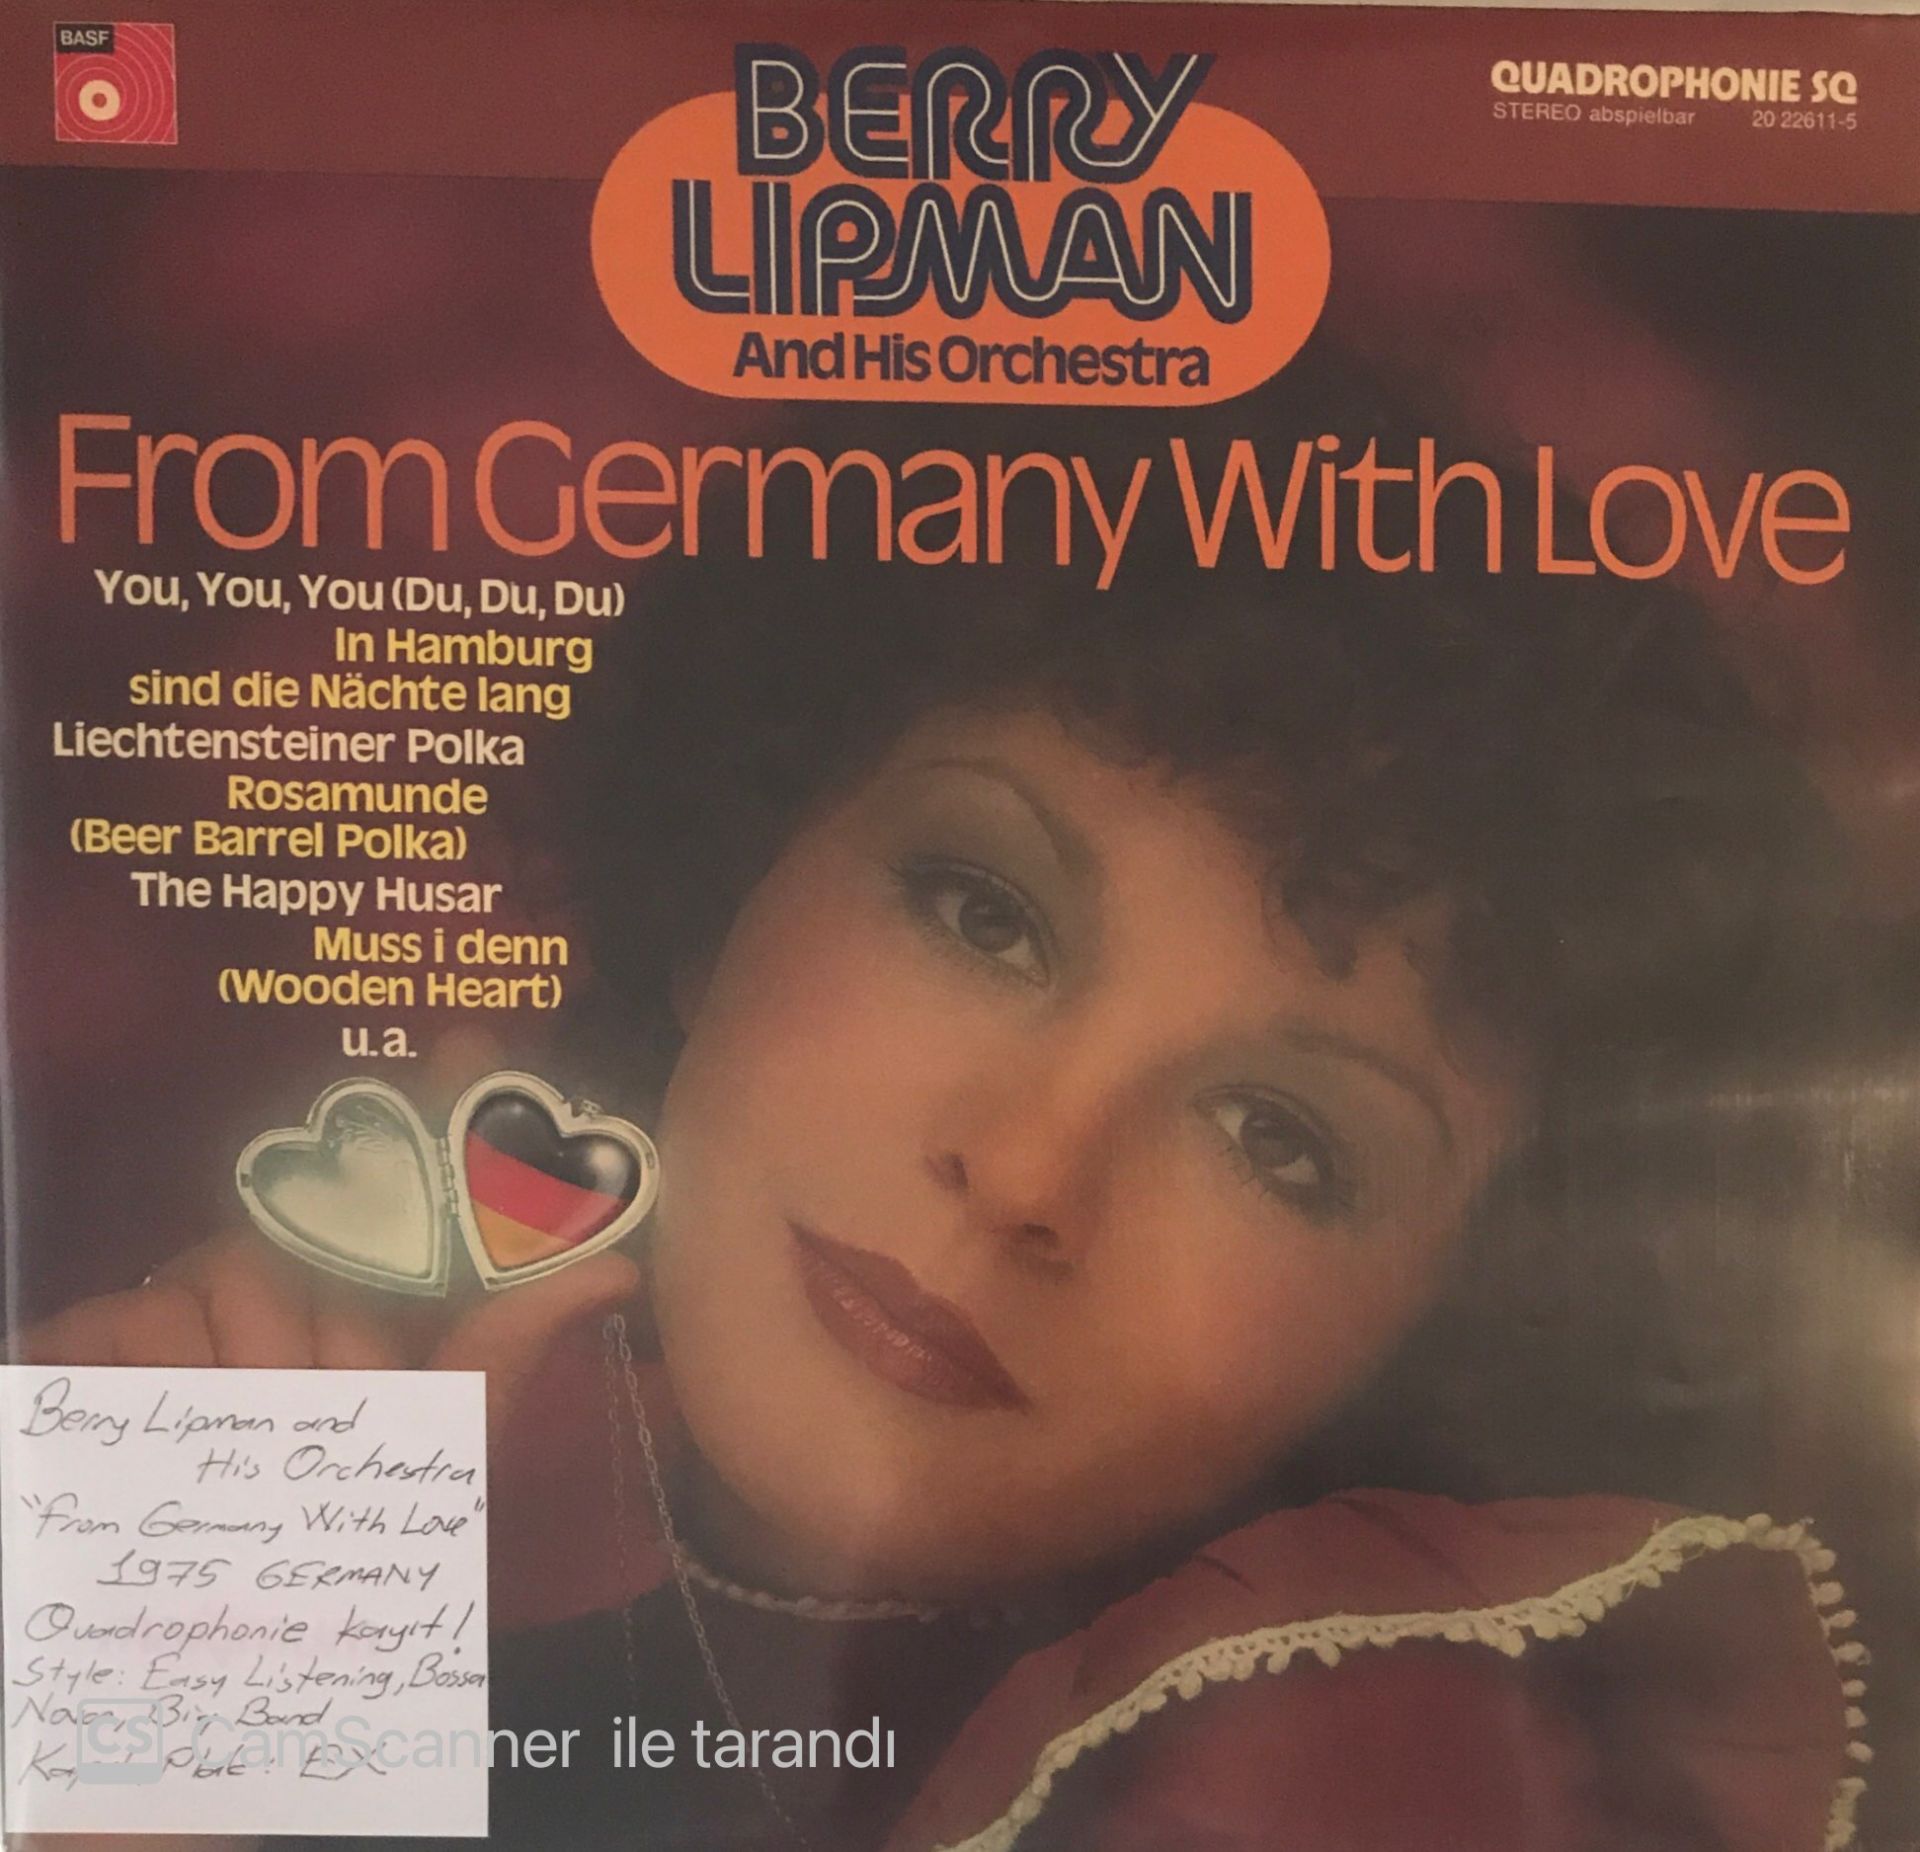 BASF
BERRY
LIPMAN
And His Orchestra
QUADROPHONIE SQ
STEREO abspielbar 20 22611-5
From Germany With Love
You, You, You (Du, Du, Du)
In Hamburg
sind die Nächte lang
Liechtensteiner Polka
Rosamunde
(Beer Barrel Polka)
The Happy Husar
Muss i denn
(Wooden Heart)
u.a.
Berry Lipman and
His Orchestra
"From Germany With Love"
1975 GERMANY
Quadrophonie kayıt!
Style: Easy Listening, Bossa
Nova, Big Band
EX
CS CamScanner ile tarandı